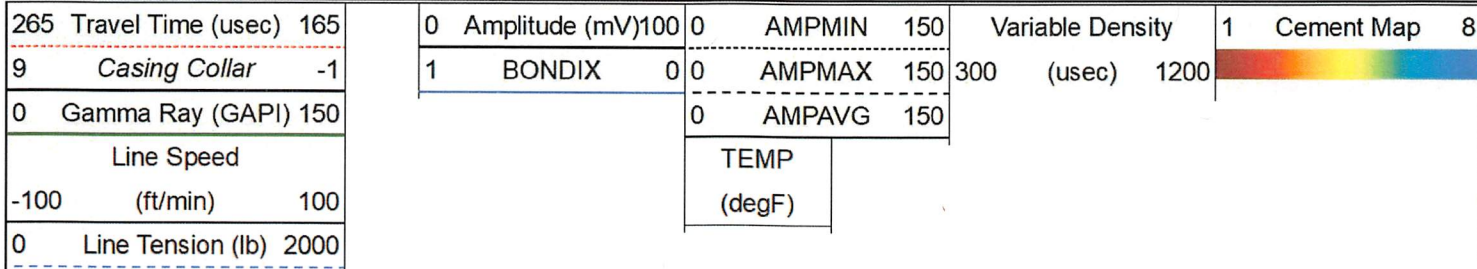 265 Travel Time (usec) 165
9 Casing Collar -1
0 Gamma Ray (GAPI) 150
Line Speed
-100 (ft/min) 100
0 Line Tension (lb) 2000
0 Amplitude (mV)100
1 BONDIX 0
0 AMPMIN 150
0 AMPMAX 150
0 AMPAVG 150
TEMP
(degF)
Variable Density
300 (usec) 1200
1 Cement Map 8